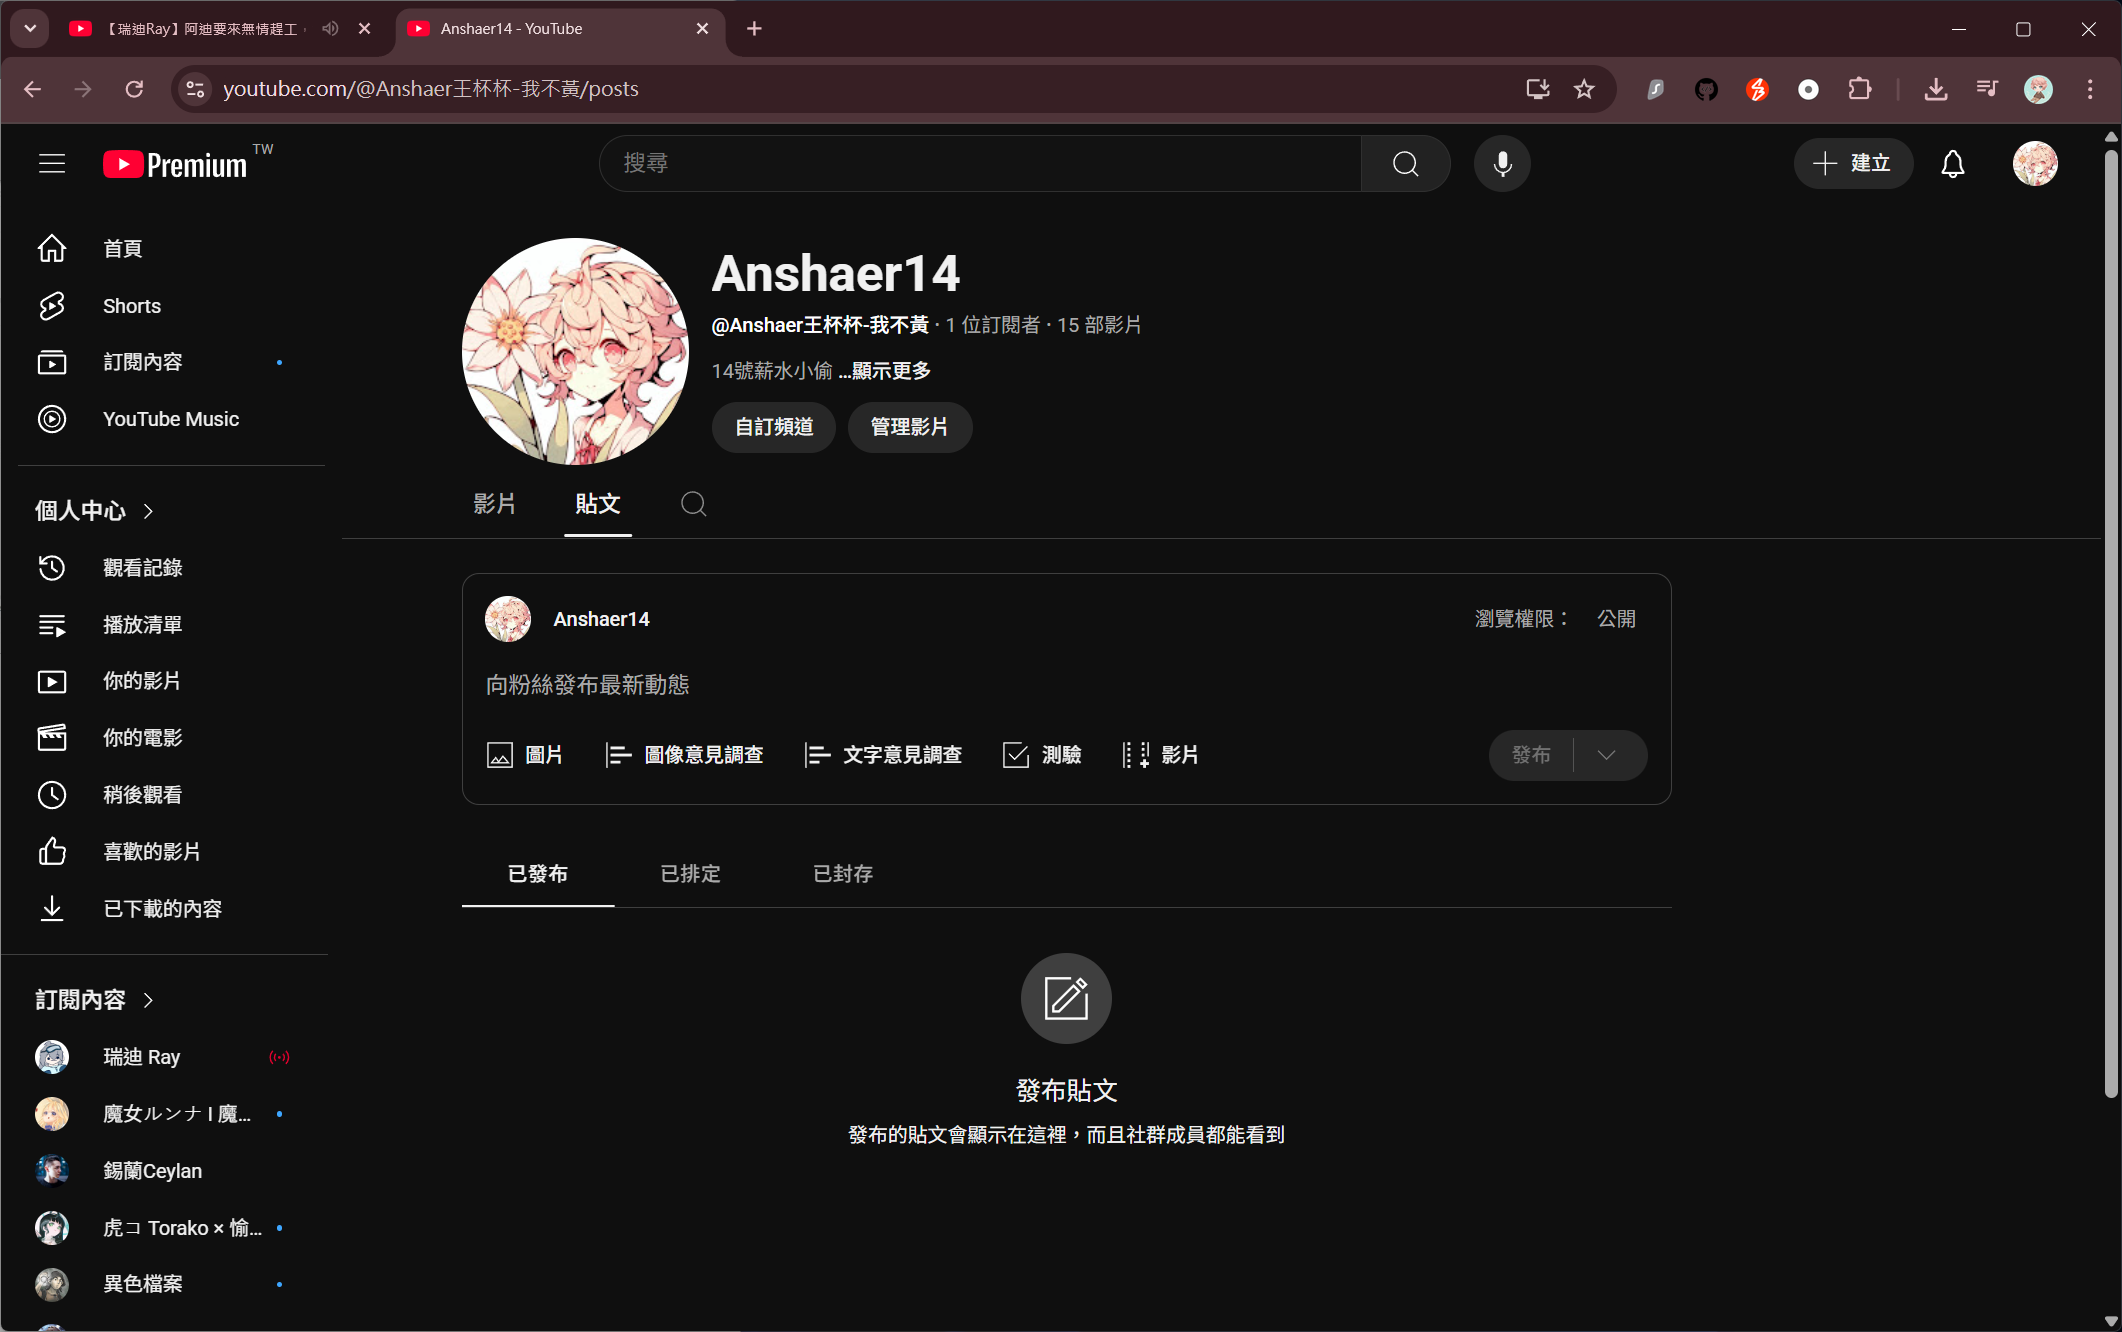 【瑞迪Ray】阿迪要來無情趕工，
Anshaer14 - YouTube
youtube.com/@Anshaer王杯杯-我不黃/posts
Premium TW
搜尋
建立
首頁
Shorts
訂閱內容
YouTube Music
個人中心
觀看記錄
播放清單
你的影片
你的電影
稍後觀看
喜歡的影片
已下載的內容
訂閱內容
瑞迪 Ray
魔女ルンナ I 魔...
錫蘭Ceylan
虎コ Torako × 愉...
異色檔案
Anshaer14
@Anshaer王杯杯-我不黃 · 1 位訂閱者 · 15 部影片
14號薪水小偷 ...顯示更多
自訂頻道
管理影片
影片
貼文
Anshaer14
瀏覽權限： 公開
向粉絲發布最新動態
圖片
圖像意見調查
文字意見調查
測驗
影片
發布
已發布
已排定
已封存
發布貼文
發布的貼文會顯示在這裡，而且社群成員都能看到